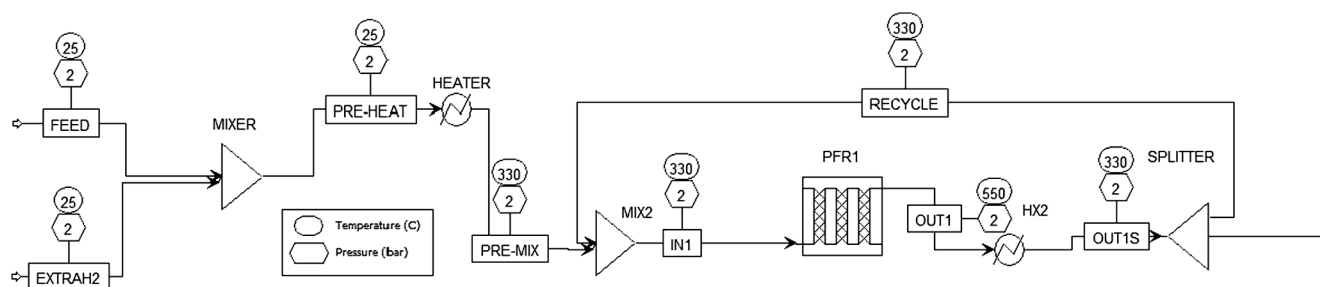 25
2
FEED
MIXER
25
2
EXTRAH2
25
2
PRE-HEAT
HEATER
Temperature (C)
Pressure (bar)
330
2
PRE-MIX
MIX2
330
2
IN1
330
2
RECYCLE
PFR1
OUT1
550
2
HX2
330
2
OUT1S
SPLITTER